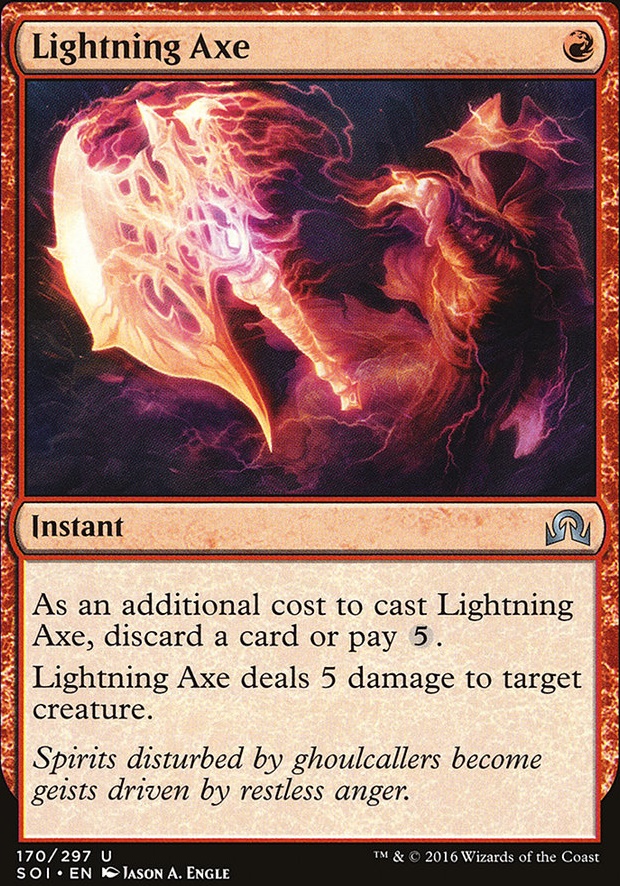 Lightning Axe
Instant
As an additional cost to cast Lightning
Axe, discard a card or pay 5.
Lightning Axe deals 5 damage to target
creature.
Spirits disturbed by ghoulcallers become
geists driven by restless anger.
170/297 U
SOI • EN Jason A. Engle
™ & © 2016 Wizards of the Coast